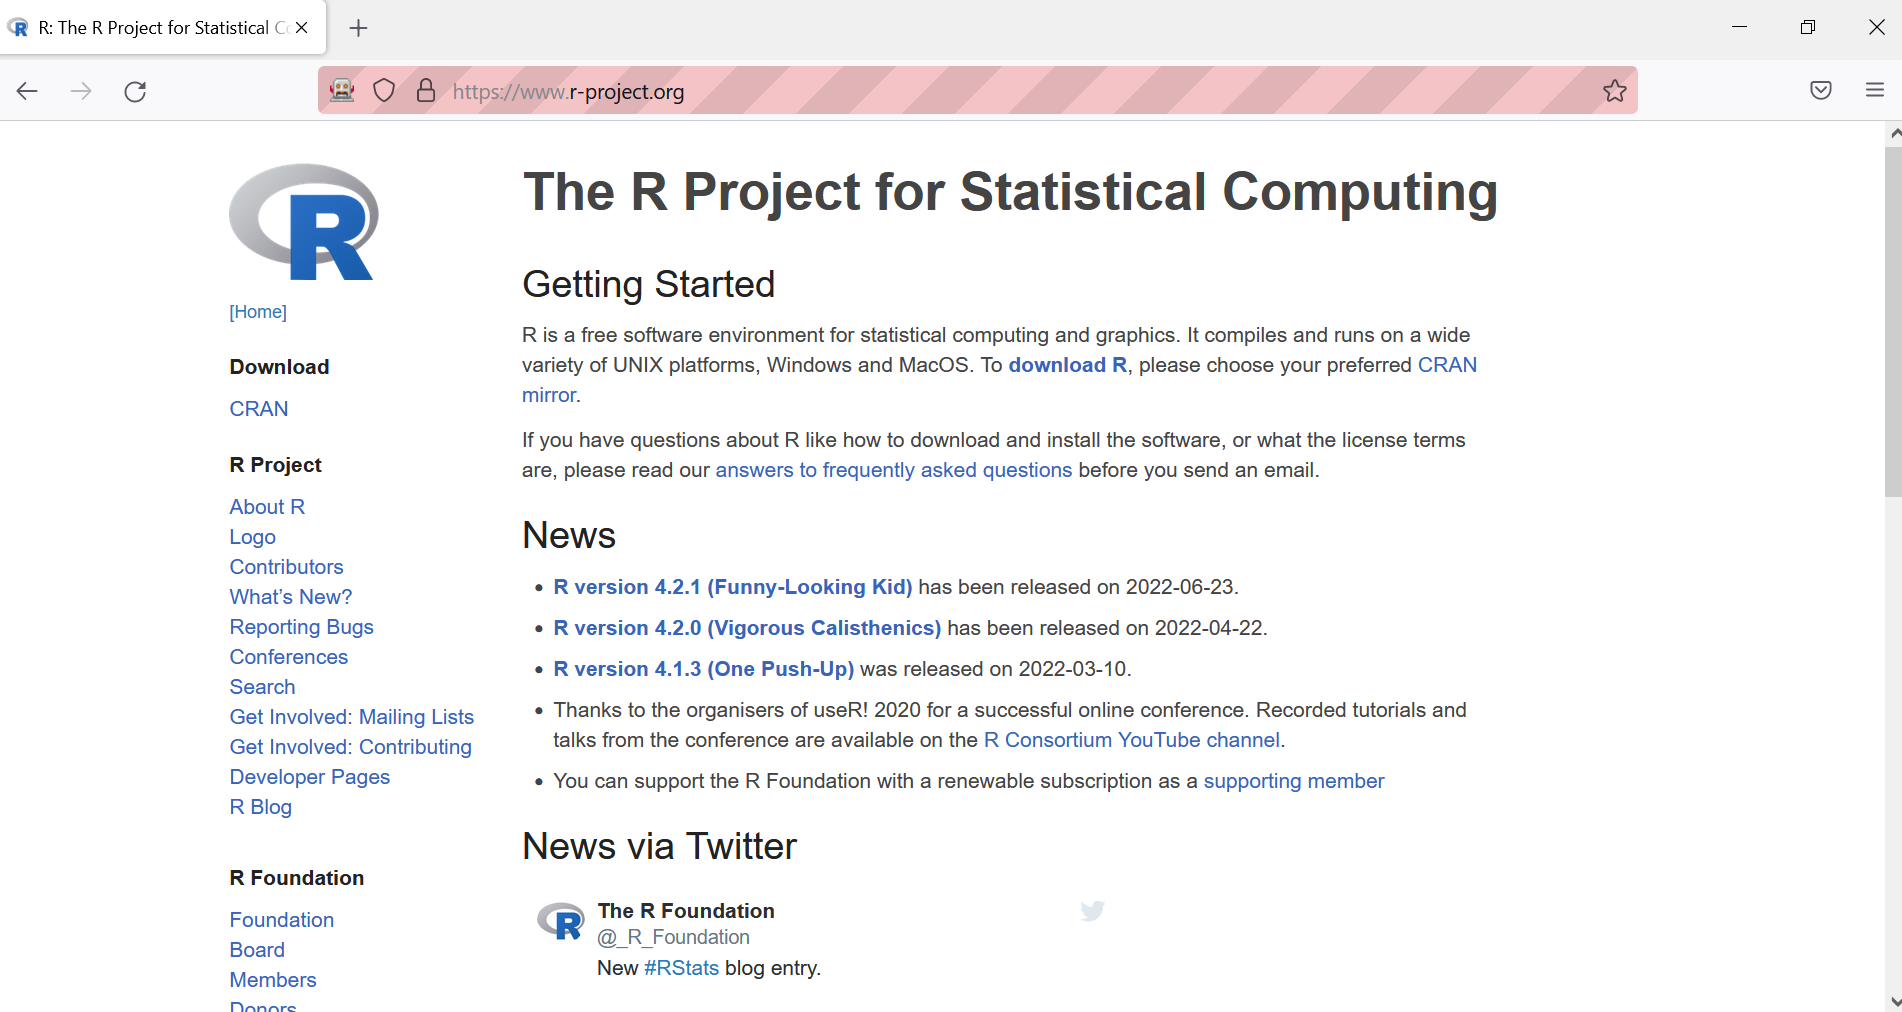 R: The R Project for Statistical
https://www.r-project.org
R
[Home]
Download
CRAN
R Project
About R
Logo
Contributors
What’s New?
Reporting Bugs
Conferences
Search
Get Involved: Mailing Lists
Get Involved: Contributing
Developer Pages
R Blog
R Foundation
Foundation
Board
Members
Donors
The R Project for Statistical Computing
Getting Started
R is a free software environment for statistical computing and graphics. It compiles and runs on a wide
variety of UNIX platforms, Windows and MacOS. To download R, please choose your preferred CRAN
mirror.
If you have questions about R like how to download and install the software, or what the license terms
are, please read our answers to frequently asked questions before you send an email.
News
• R version 4.2.1 (Funny-Looking Kid) has been released on 2022-06-23.
• R version 4.2.0 (Vigorous Calisthenics) has been released on 2022-04-22.
• R version 4.1.3 (One Push-Up) was released on 2022-03-10.
• Thanks to the organisers of useR! 2020 for a successful online conference. Recorded tutorials and
talks from the conference are available on the R Consortium YouTube channel.
• You can support the R Foundation with a renewable subscription as a supporting member
News via Twitter
R
The R Foundation
@_R_Foundation
New #RStats blog entry.